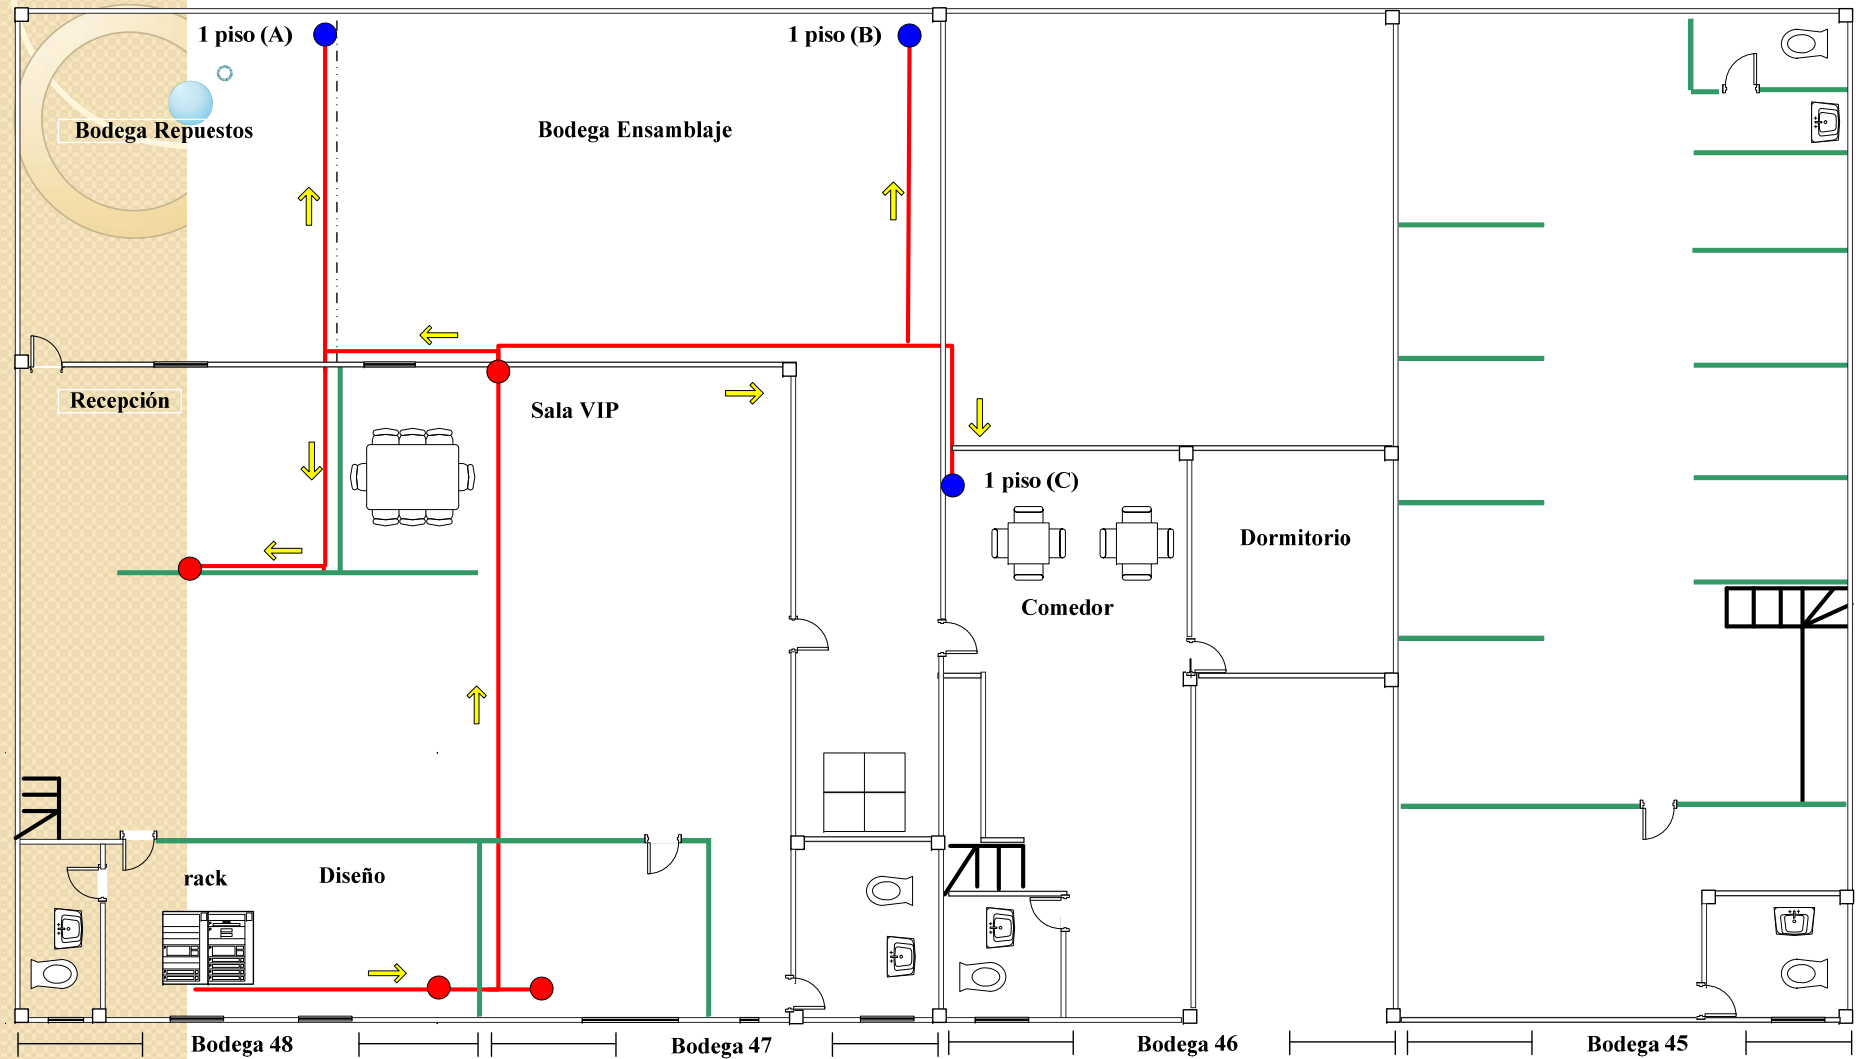 1 piso (A)
1 piso (B)
Bodega Repuestos
Bodega Ensamblaje
Recepción
Sala VIP
1 piso (C)
Dormitorio
Comedor
rack
Diseño
Bodega 48
Bodega 47
Bodega 46
Bodega 45